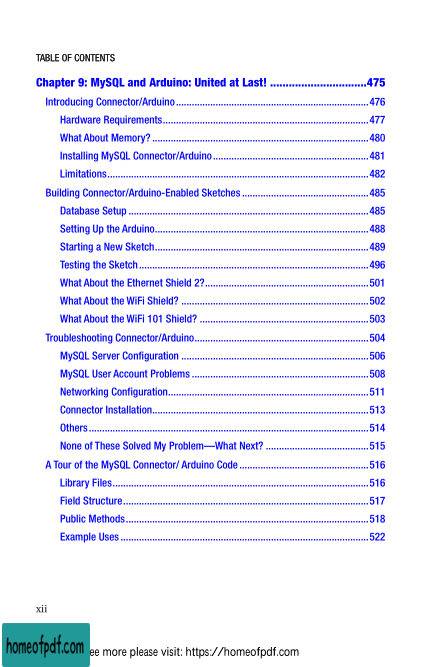 TABLE OF CONTENTS
Chapter 9: MySQL and Arduino: United at Last! ...............................475
Introducing Connector/Arduino..........................................................................476
Hardware Requirements...............................................................................477
What About Memory?...................................................................................480
Installing MySQL Connector/Arduino............................................................481
Limitations....................................................................................................482
Building Connector/Arduino-Enabled Sketches.................................................485
Database Setup............................................................................................485
Setting Up the Arduino..................................................................................488
Starting a New Sketch..................................................................................489
Testing the Sketch........................................................................................496
What About the Ethernet Shield 2?...............................................................501
What About the WiFi Shield? ........................................................................502
What About the WiFi 101 Shield? .................................................................503
Troubleshooting Connector/Arduino...................................................................504
MySQL Server Configuration ........................................................................506
MySQL User Account Problems ....................................................................508
Networking Configuration.............................................................................511
Connector Installation...................................................................................513
Others...........................................................................................................514
None of These Solved My Problem—What Next? ........................................515
A Tour of the MySQL Connector/ Arduino Code..................................................516
Library Files..................................................................................................516
Field Structure..............................................................................................517
Public Methods.............................................................................................518
Example Uses...............................................................................................522
xii
homeofpdf.com
ee more please visit: https://homeofpdf.com